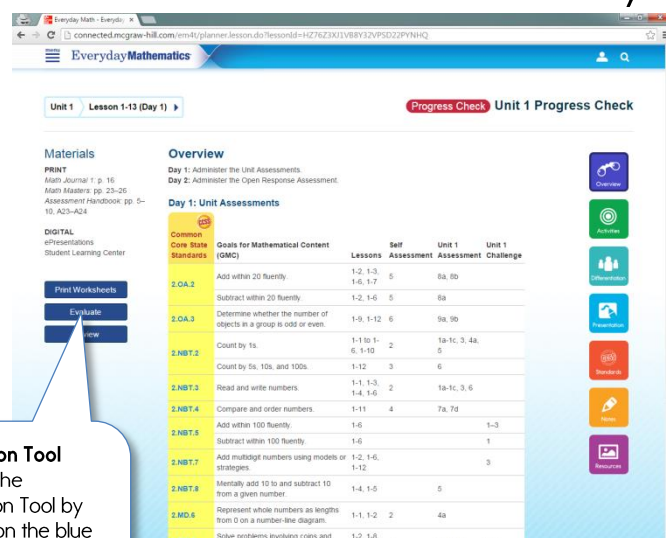 Everyday Math - Everyday
connected.mcgraw-hill.com/em4t/planner.lesson.do?lessonId=HZ76Z3XJ1VB8Y32VPSD22PYNHQ
menu
EverydayMathematics
Unit 1 Lesson 1-13 (Day 1)
Progress Check Unit 1 Progress Check
Materials
PRINT
Math Journal 1: p. 16
Math Masters: pp. 23–26
Assessment Handbook: pp. 5–
10, A23–A24
DIGITAL
ePresentations
Student Learning Center
Print Worksheets
Evaluate
Overview
Day 1: Administer the Unit Assessments.
Day 2: Administer the Open Response Assessment.
Day 1: Unit Assessments
Common
Core State
Standards
Goals for Mathematical Content
(GMC)
Lessons
Self
Assessment
Unit 1
Assessment
Unit 1
Challenge
2.OA.2
Add within 20 fluently.
1-2, 1-3,
1-6, 1-7
5
8a, 8b
Subtract within 20 fluently.
1-2, 1-6
5
8a
2.OA.3
Determine whether the number of
objects in a group is odd or even.
1-9, 1-12
6
9a, 9b
2.NBT.2
Count by 1s.
1-1 to 1-
6, 1-10
2
1a-1c, 3, 4a,
5
Count by 5s, 10s, and 100s.
1-12
3
6
2.NBT.3
Read and write numbers.
1-1, 1-3,
1-4, 1-6
2
1a-1c, 3, 6
2.NBT.4
Compare and order numbers.
1-11
4
7a, 7d
2.NBT.5
Add within 100 fluently.
1-6
1–3
Subtract within 100 fluently.
1-6
1
2.NBT.7
Add multidigit numbers using models or
strategies.
1-2, 1-6,
1-12
3
2.NBT.8
Mentally add 10 to and subtract 10
from a given number.
1-4, 1-5
5
2.MD.6
Represent whole numbers as lengths
from 0 on a number-line diagram.
1-1, 1-2
2
4a
Solve problems involving coins and
1-2, 1-8,
Overview
Activities
Differentiation
Presentation
Standards
Notes
Resources
on Tool
the
on Tool by
on the blue